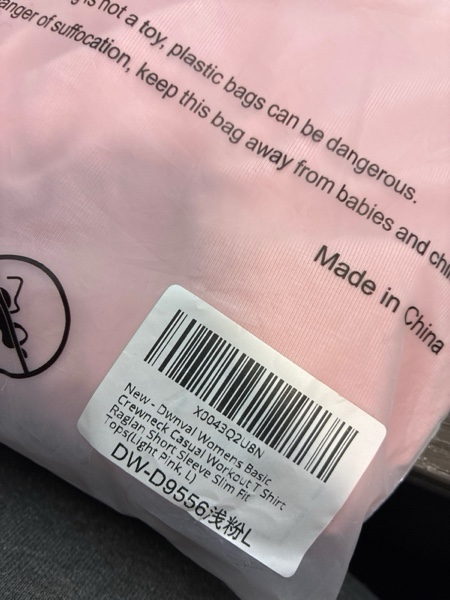 is not a toy, plastic bags can be dangerous.
danger of suffocation, keep this bag away from babies and
Made in China
X0043Q2U8N
New - Dwnval Womens Basic
Crewneck Casual Workout T Shirt
Raglan Short Sleeve Slim Fit
Tops(Light Pink, L)
DW-D9556浅粉L